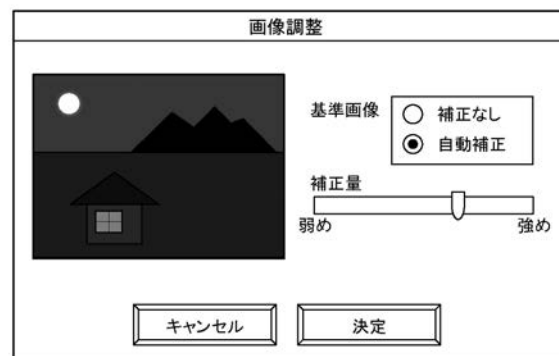 画像調整
基準画像
補正なし
自動補正
補正量
弱め 強め
キャンセル 決定